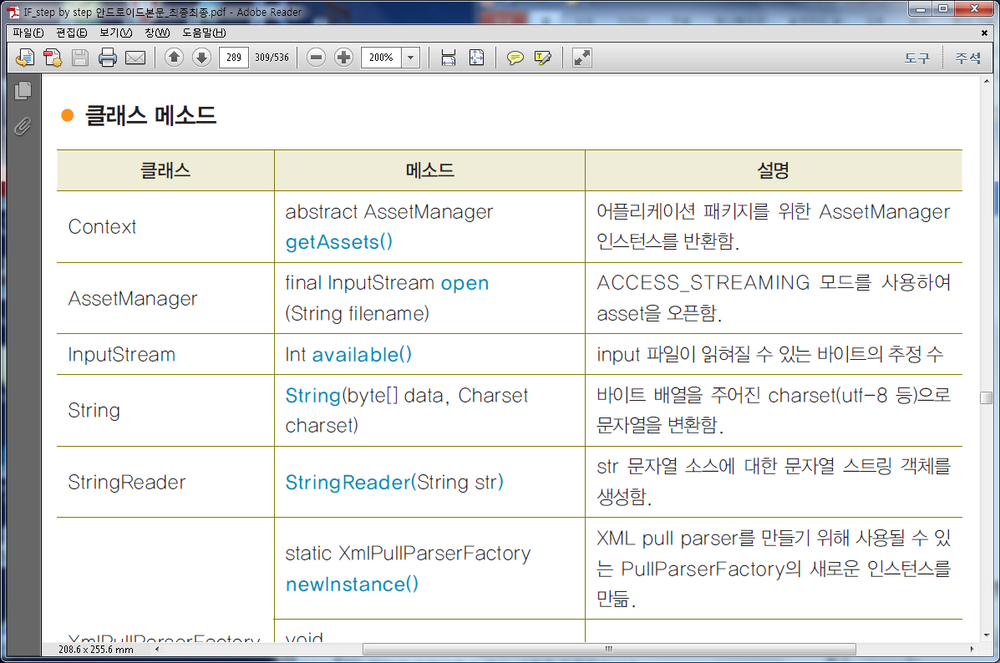 IF_step by step 안드로이드본문_최종최종.pdf - Adobe Reader
파일(F) 편집(E) 보기(V) 창(W) 도움말(H)
289 309/536 200% 도구 주석
클래스 메소드
클래스 메소드 설명
Context
abstract AssetManager
getAssets()
어플리케이션 패키지를 위한 AssetManager
인스턴스를 반환함.
AssetManager
final InputStream open
(String filename)
ACCESS_STREAMING 모드를 사용하여
asset을 오픈함.
InputStream
Int available()
input 파일이 읽혀질 수 있는 바이트의 추정 수
String
String(byte[] data, Charset
charset)
바이트 배열을 주어진 charset(utf-8 등)으로
문자열을 변환함.
StringReader
StringReader(String str)
str 문자열 소스에 대한 문자열 스트링 객체를
생성함.
static XmlPullParserFactory
newInstance()
XML pull parser를 만들기 위해 사용될 수 있
는 PullParserFactory의 새로운 인스턴스를
만듦.
XmlPullParserFactory
void
208.6 x 255.6 mm